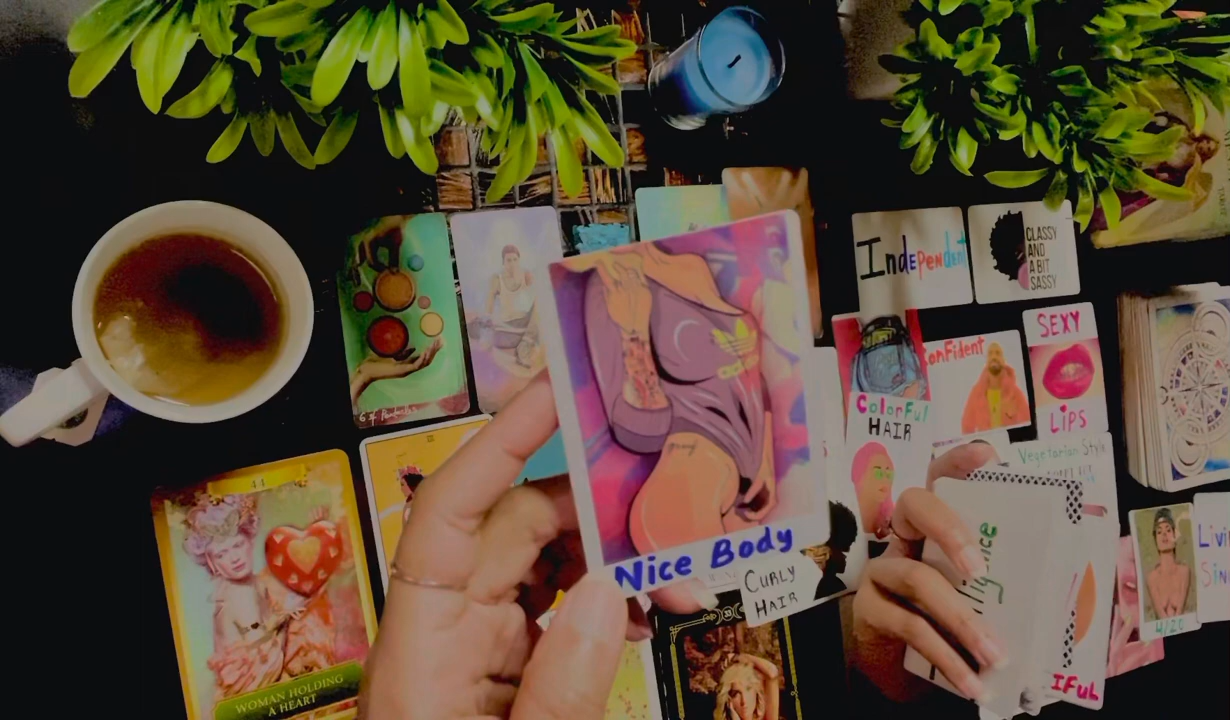 Independent
CLASSY
AND
A BIT
SASSY
SEXY
LIPS
ConFident
ColorFul
HAIR
Vegetarian Style
6 of Pentacles
44
WOMAN HOLDING
A HEART
Nice Body
CURLY
HAIR
4/20